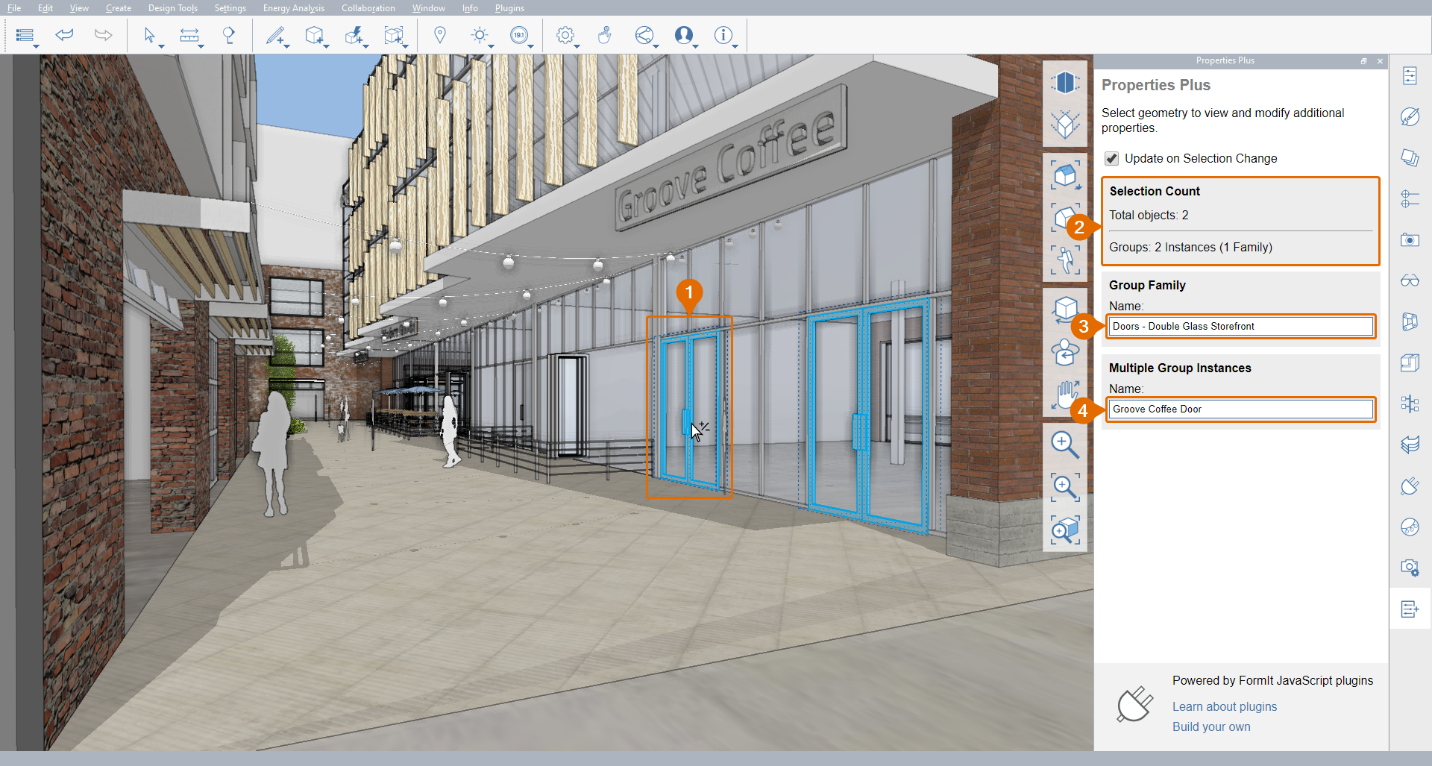 File Edit View Create Design Tools Settings Energy Analysis Collaboration Window Info Plugins
19.1
Properties Plus
Properties Plus
Select geometry to view and modify additional
properties.
Update on Selection Change
Selection Count
Total objects: 2
Groups: 2 Instances (1 Family)
Group Family
Name:
Doors - Double Glass Storefront
Multiple Group Instances
Name:
Groove Coffee Door
Powered by FormIt JavaScript plugins
Learn about plugins
Build your own
Groove Coffee
1
2
3
4